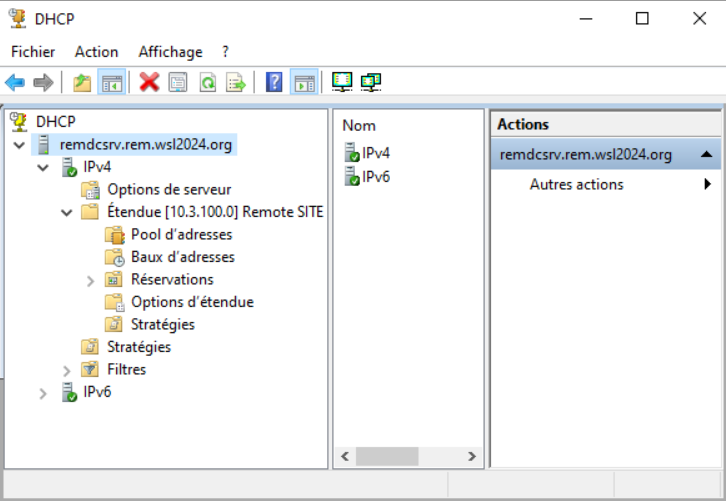 DHCP
Fichier Action Affichage ?
DHCP
remdcsrv.rem.wsl2024.org
IPv4
Options de serveur
Étendue [10.3.100.0] Remote SITE
Pool d'adresses
Baux d'adresses
Réservations
Options d'étendue
Stratégies
Stratégies
Filtres
IPv6
Nom
IPv4
IPv6
Actions
remdcsrv.rem.wsl2024.org
Autres actions